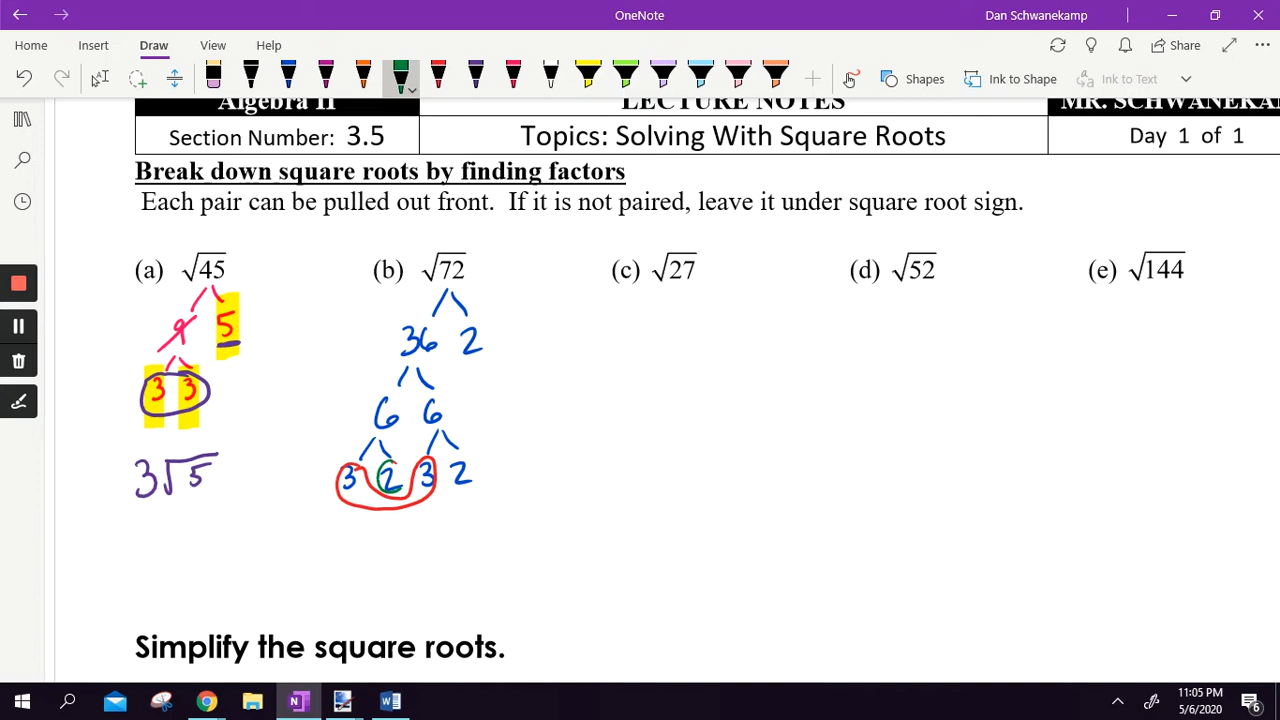 OneNote
Dan Schwanekamp
Home Insert Draw View Help
Share
Shapes
Ink to Shape
Ink to Text
Algebra II
LECTURE NOTES
MR. SCHWANEKA
Section Number: 3.5
Topics: Solving With Square Roots
Day 1 of 1
Break down square roots by finding factors
Each pair can be pulled out front. If it is not paired, leave it under square root sign.
(a) √45 (b) √72 (c) √27 (d) √52 (e) √144
9 5
3 3
3√5
36 2
6 6
3 2 3 2
Simplify the square roots.
11:05 PM
5/6/2020
6